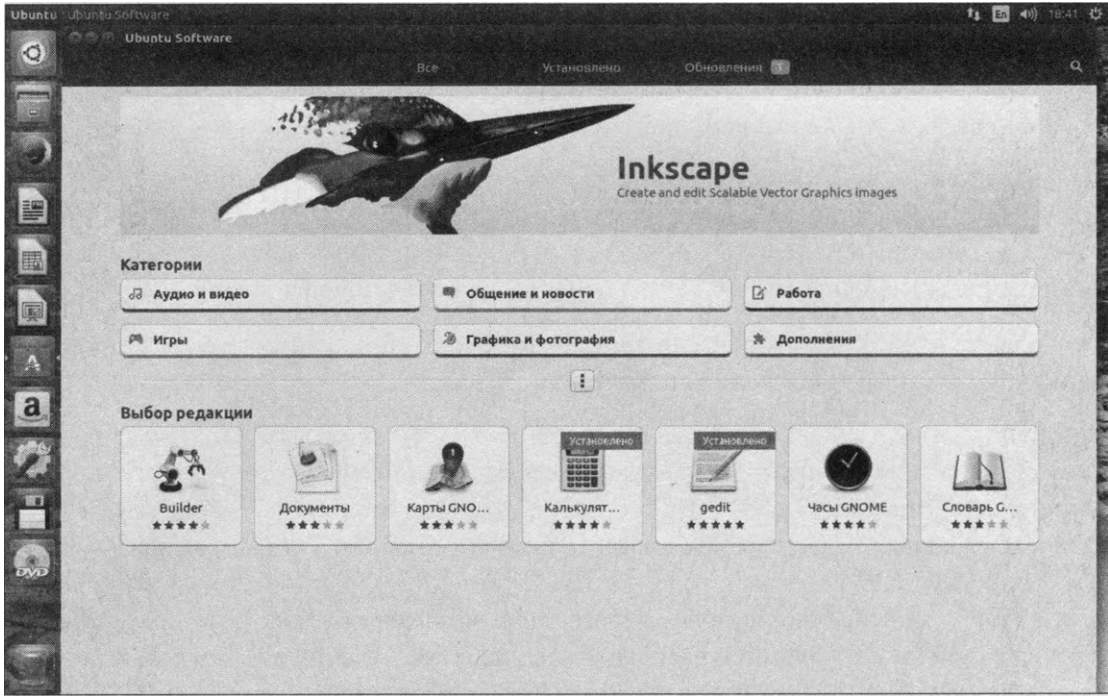 Ubuntu Ubuntu Software En 18:41
Ubuntu Software
Все Установлено Обновления
Inkscape
Create and edit Scalable Vector Graphics images
Категории
Аудио и видео Общение и новости Работа
Игры Графика и фотография Дополнения
Выбор редакции
Установлено Установлено
Builder Документы Карты GNO... Калькулят... gedit Часы GNOME Словарь G...
a
DVD